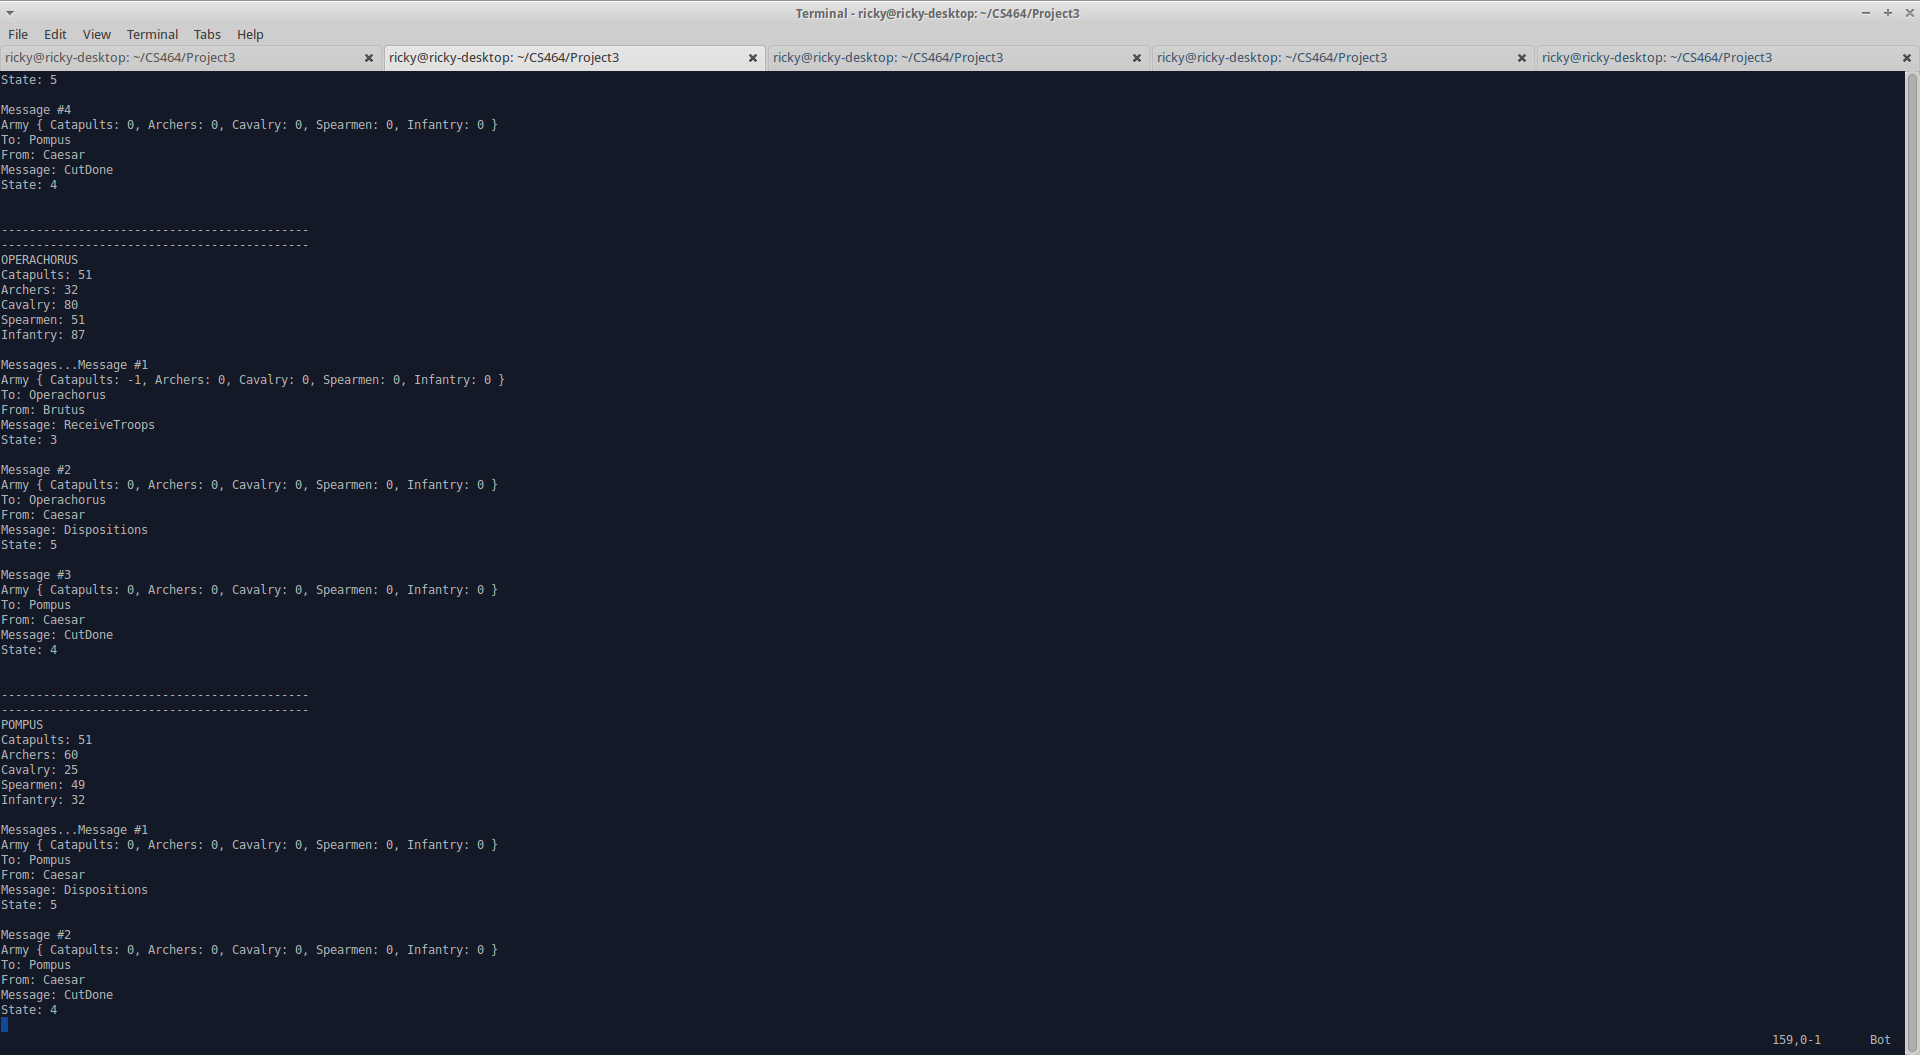 Terminal - ricky@ricky-desktop: ~/CS464/Project3
File Edit View Terminal Tabs Help
ricky@ricky-desktop: ~/CS464/Project3 ricky@ricky-desktop: ~/CS464/Project3 ricky@ricky-desktop: ~/CS464/Project3 ricky@ricky-desktop: ~/CS464/Project3 ricky@ricky-desktop: ~/CS464/Project3
State: 5
Message #4
Army { Catapults: 0, Archers: 0, Cavalry: 0, Spearmen: 0, Infantry: 0 }
To: Pompus
From: Caesar
Message: CutDone
State: 4
--------------------------------------------
--------------------------------------------
OPERACHORUS
Catapults: 51
Archers: 32
Cavalry: 80
Spearmen: 51
Infantry: 87
Messages...Message #1
Army { Catapults: -1, Archers: 0, Cavalry: 0, Spearmen: 0, Infantry: 0 }
To: Operachorus
From: Brutus
Message: ReceiveTroops
State: 3
Message #2
Army { Catapults: 0, Archers: 0, Cavalry: 0, Spearmen: 0, Infantry: 0 }
To: Operachorus
From: Caesar
Message: Dispositions
State: 5
Message #3
Army { Catapults: 0, Archers: 0, Cavalry: 0, Spearmen: 0, Infantry: 0 }
To: Pompus
From: Caesar
Message: CutDone
State: 4
--------------------------------------------
--------------------------------------------
POMPUS
Catapults: 51
Archers: 60
Cavalry: 25
Spearmen: 49
Infantry: 32
Messages...Message #1
Army { Catapults: 0, Archers: 0, Cavalry: 0, Spearmen: 0, Infantry: 0 }
To: Pompus
From: Caesar
Message: Dispositions
State: 5
Message #2
Army { Catapults: 0, Archers: 0, Cavalry: 0, Spearmen: 0, Infantry: 0 }
To: Pompus
From: Caesar
Message: CutDone
State: 4
159,0-1 Bot